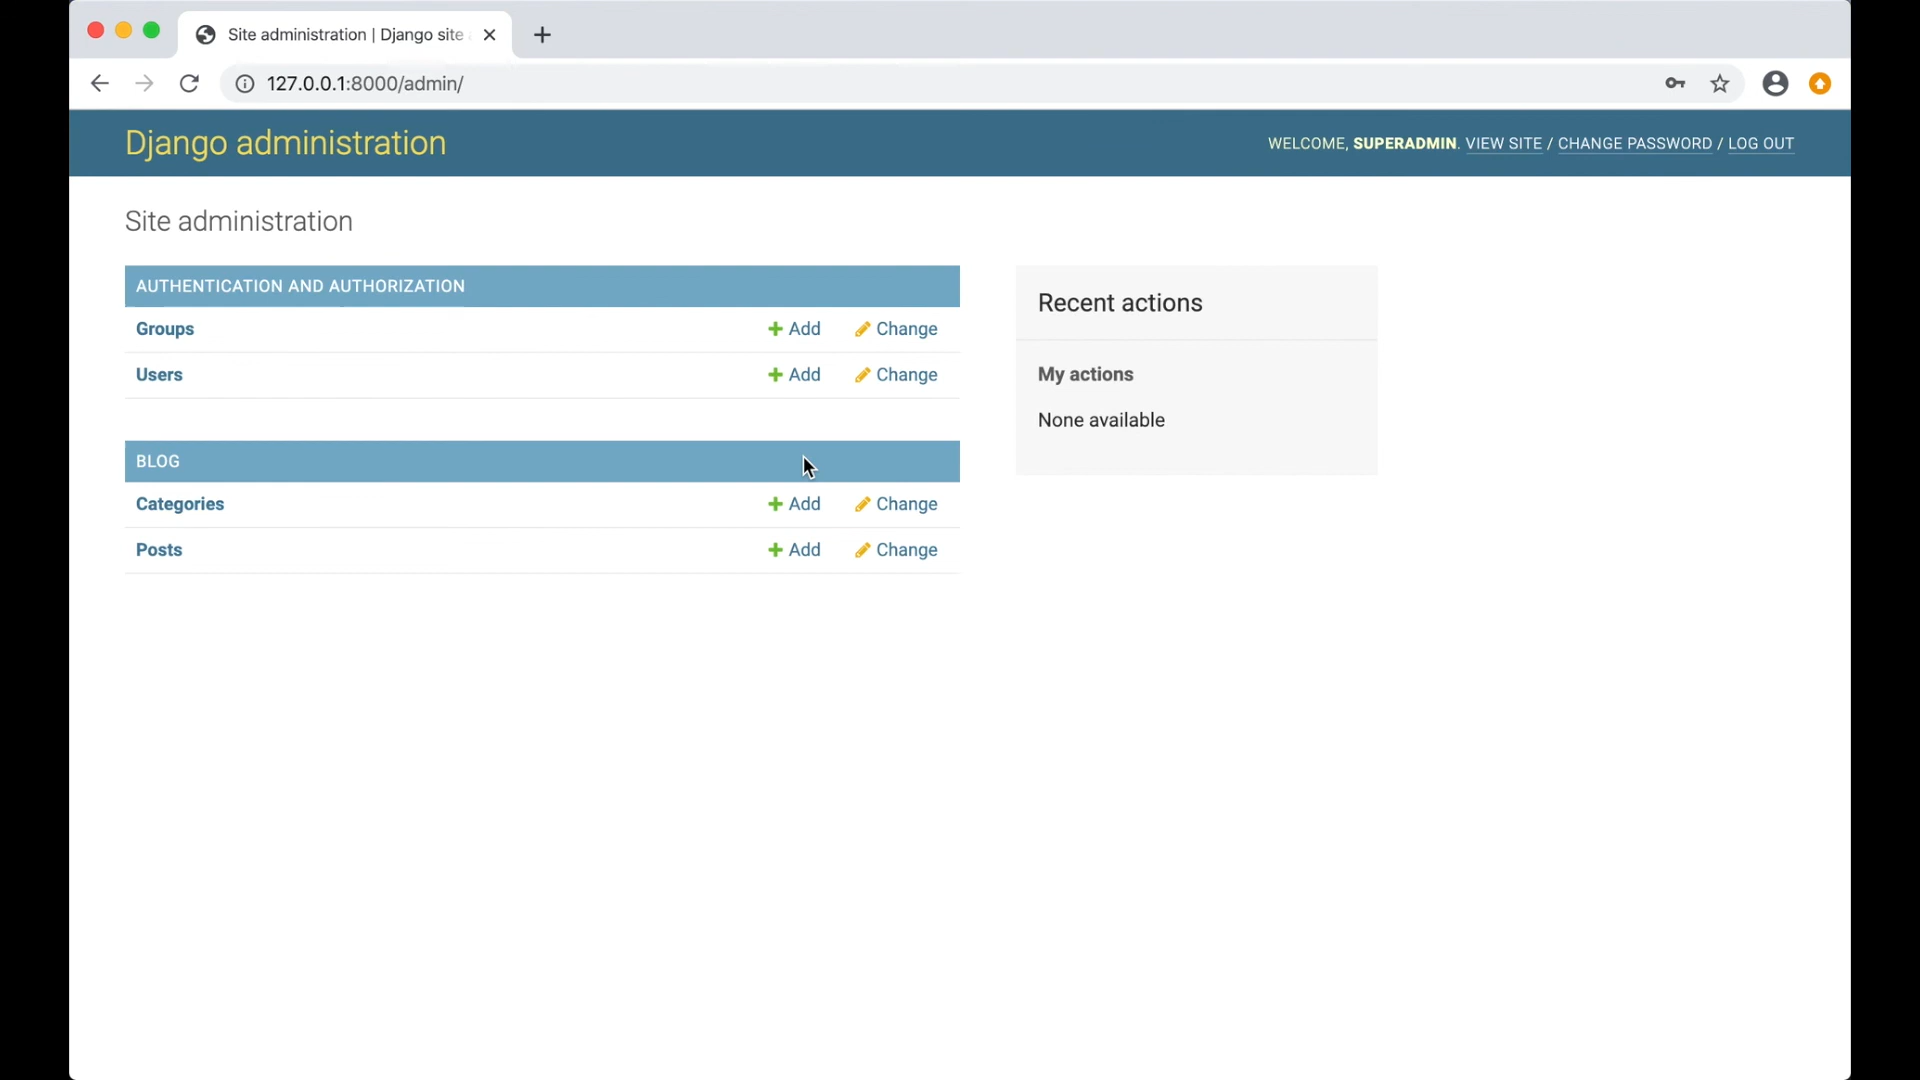 Site administration | Django site
127.0.0.1:8000/admin/
Django administration
WELCOME, SUPERADMIN. VIEW SITE / CHANGE PASSWORD / LOG OUT
Site administration
AUTHENTICATION AND AUTHORIZATION
Groups Add Change
Users Add Change
BLOG
Categories Add Change
Posts Add Change
Recent actions
My actions
None available